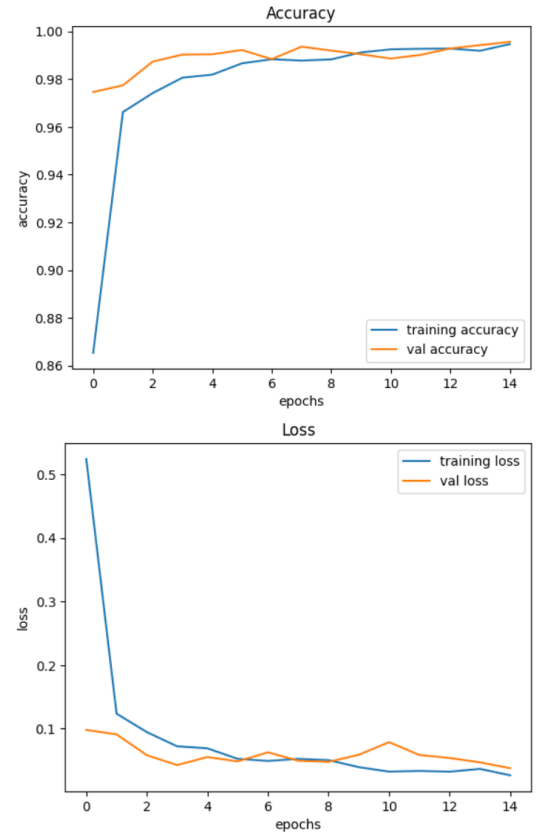 Accuracy
1.00
0.98
0.96
0.94
0.92
0.90
0.88
0.86
accuracy
training accuracy
val accuracy
0 2 4 6 8 10 12 14
epochs
Loss
0.5
0.4
0.3
0.2
0.1
loss
training loss
val loss
0 2 4 6 8 10 12 14
epochs